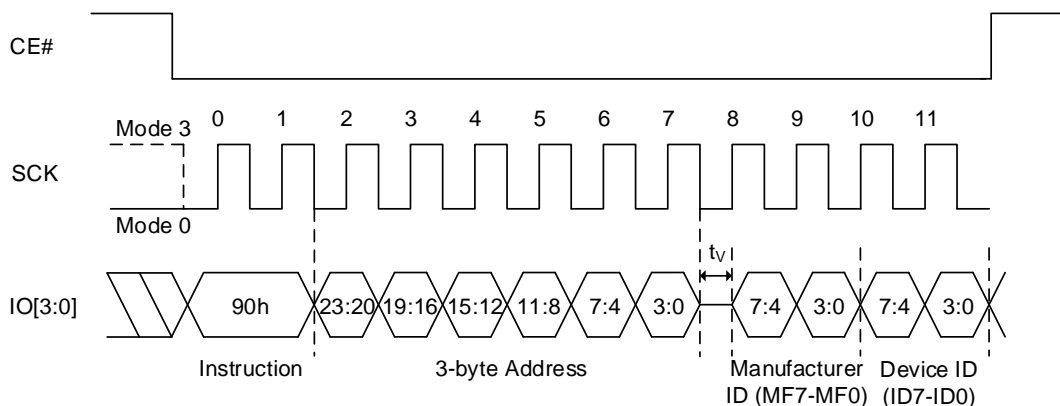 CE#
0 1 2 3 4 5 6 7 8 9 10 11
Mode 3
SCK
Mode 0
tV
IO[3:0]
90h 23:20 19:16 15:12 11:8 7:4 3:0 7:4 3:0 7:4 3:0
Instruction 3-byte Address Manufacturer Device ID
ID (MF7-MF0) (ID7-ID0)